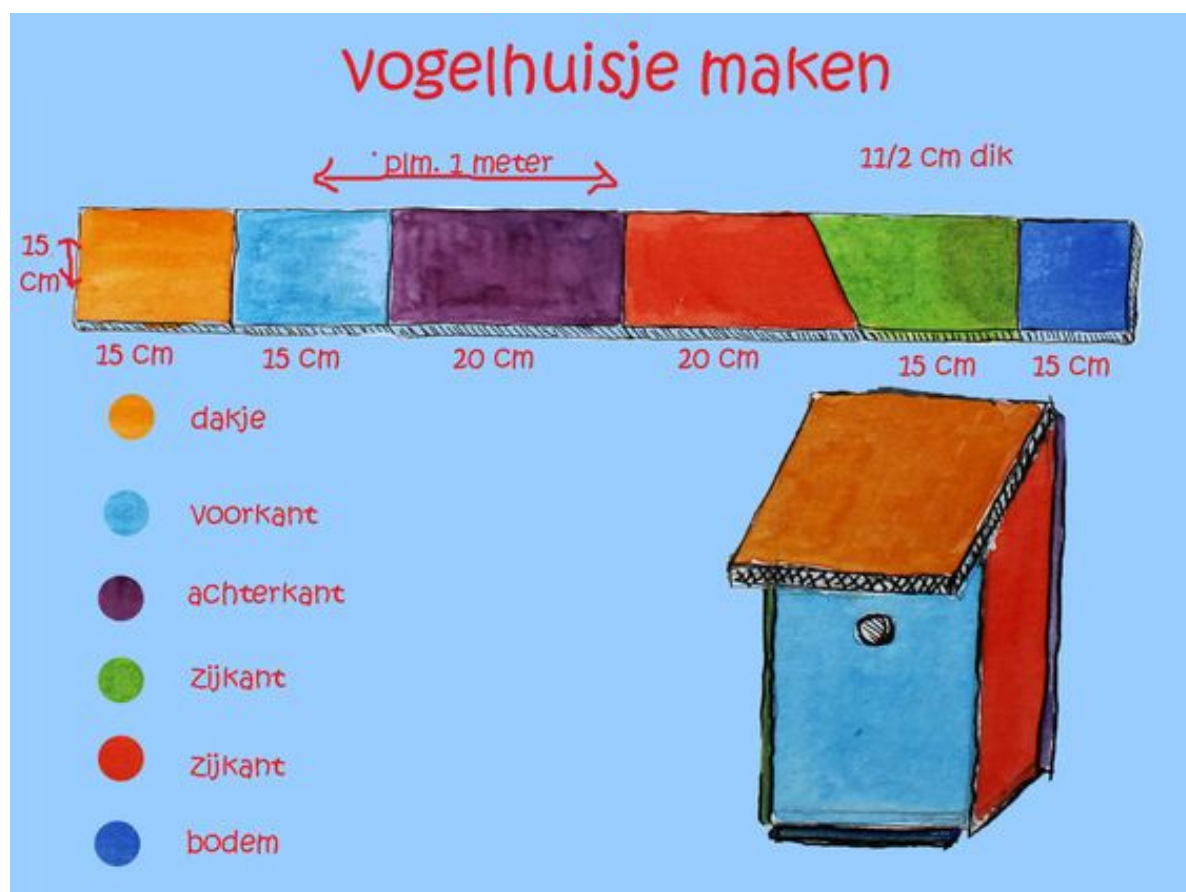 vogelhuisje maken
plm. 1 meter
11/2 cm dik
15
cm
15 cm
15 cm
20 cm
20 cm
15 cm
15 cm
dakje
voorkant
achterkant
zijkant
zijkant
bodem